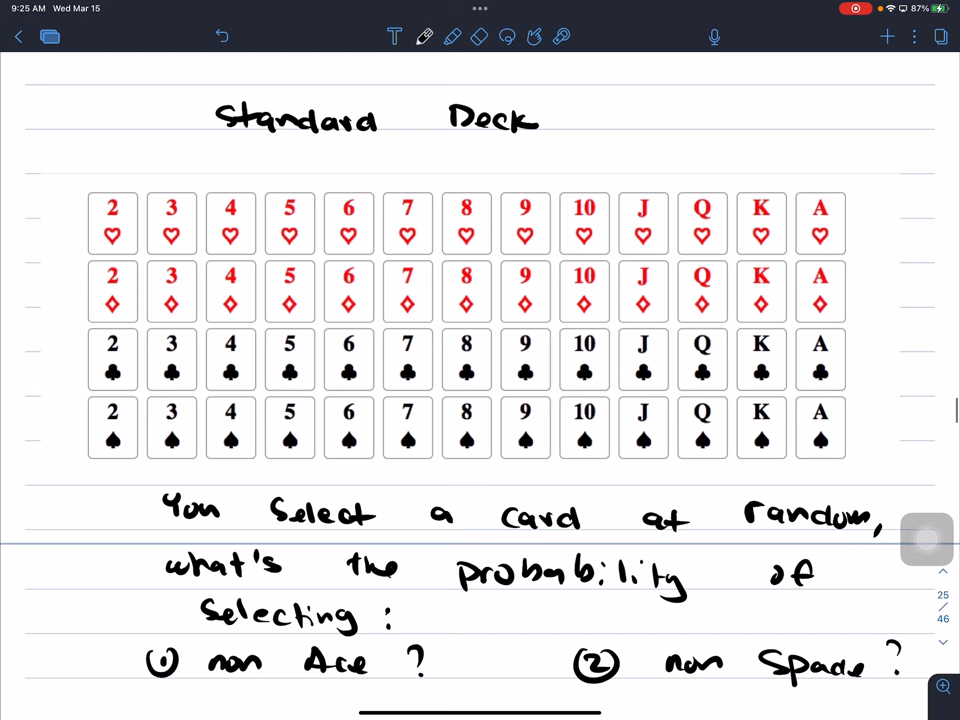 9:25 AM Wed Mar 15
87%
T
Standard Deck
2 3 4 5 6 7 8 9 10 J Q K A
2 3 4 5 6 7 8 9 10 J Q K A
2 3 4 5 6 7 8 9 10 J Q K A
2 3 4 5 6 7 8 9 10 J Q K A
You select a card at random,
what's the probability of
selecting :
① non Ace ? ② non Spade ?
25
/
46